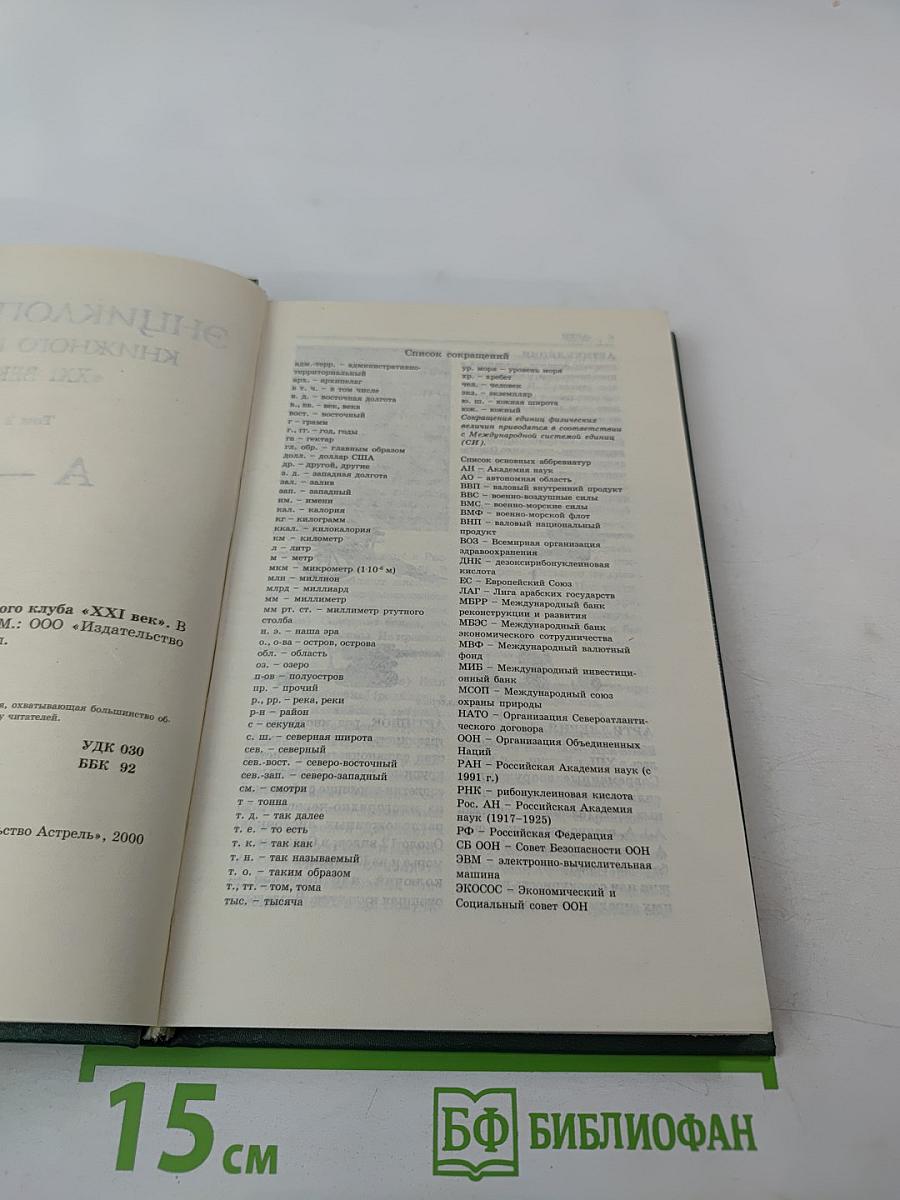 ого клуба «XXI век». В
М.: ООО «Издательство
я, охватывающая большинство об-
у читателей.
УДК 030
ББК 92
ство Астрель», 2000
Список сокращений
адм.-терр. – административно-
территориальный
арх. – архипелаг
в т. ч. – в том числе
в. д. – восточная долгота
в., вв. – век, века
вост. – восточный
г – грамм
г., гг. – год, годы
га – гектар
гл. обр. – главным образом
долл. – доллар США
др. – другой, другие
з. д. – западная долгота
зал. – залив
зап. – западный
им. – имени
кал. – калория
кг – килограмм
ккал. – килокалория
км – километр
л – литр
м – метр
мкм – микрометр (1·10⁻⁶ м)
млн – миллион
млрд – миллиард
мм – миллиметр
мм рт. ст. – миллиметр ртутного
столба
н. э. – наша эра
о., о-ва – остров, острова
обл. – область
оз. – озеро
п-ов – полуостров
пр. – прочий
р., рр. – река, реки
р-н – район
с – секунда
с. ш. – северная широта
сев. – северный
сев.-вост. – северо-восточный
сев.-зап. – северо-западный
см. – смотри
т – тонна
т. д. – так далее
т. е. – то есть
т. к. – так как
т. н. – так называемый
т. о. – таким образом
т., тт. – том, тома
тыс. – тысяча
ур. моря – уровень моря
хр. – хребет
чел. – человек
экз. – экземпляр
ю. ш. – южная широта
юж. – южный
Сокращения единиц физических
величин приводятся в соответствии
с Международной системой единиц
(СИ).
Список основных аббревиатур
АН – Академия наук
АО – автономная область
ВВП – валовый внутренний продукт
ВВС – военно-воздушные силы
ВМС – военно-морские силы
ВМФ – военно-морской флот
ВНП – валовый национальный
продукт
ВОЗ – Всемирная организация
здравоохранения
ДНК – дезоксирибонуклеиновая
кислота
ЕС – Европейский Союз
ЛАГ – Лига арабских государств
МБРР – Международный банк
реконструкции и развития
МБЭС – Международный банк
экономического сотрудничества
МВФ – Международный валютный
фонд
МИБ – Международный инвестици-
онный банк
МСОП – Международный союз
охраны природы
НАТО – Организация Североатланти-
ческого договора
ООН – Организация Объединенных
Наций
РАН – Российская Академия наук (с
1991 г.)
РНК – рибонуклеиновая кислота
Рос. АН – Российская Академия
наук (1917–1925)
РФ – Российская Федерация
СБ ООН – Совет Безопасности ООН
ЭВМ – электронно-вычислительная
машина
ЭКОСОС – Экономический и
Социальный совет ООН
15 см
БФ БИБЛИОФАН